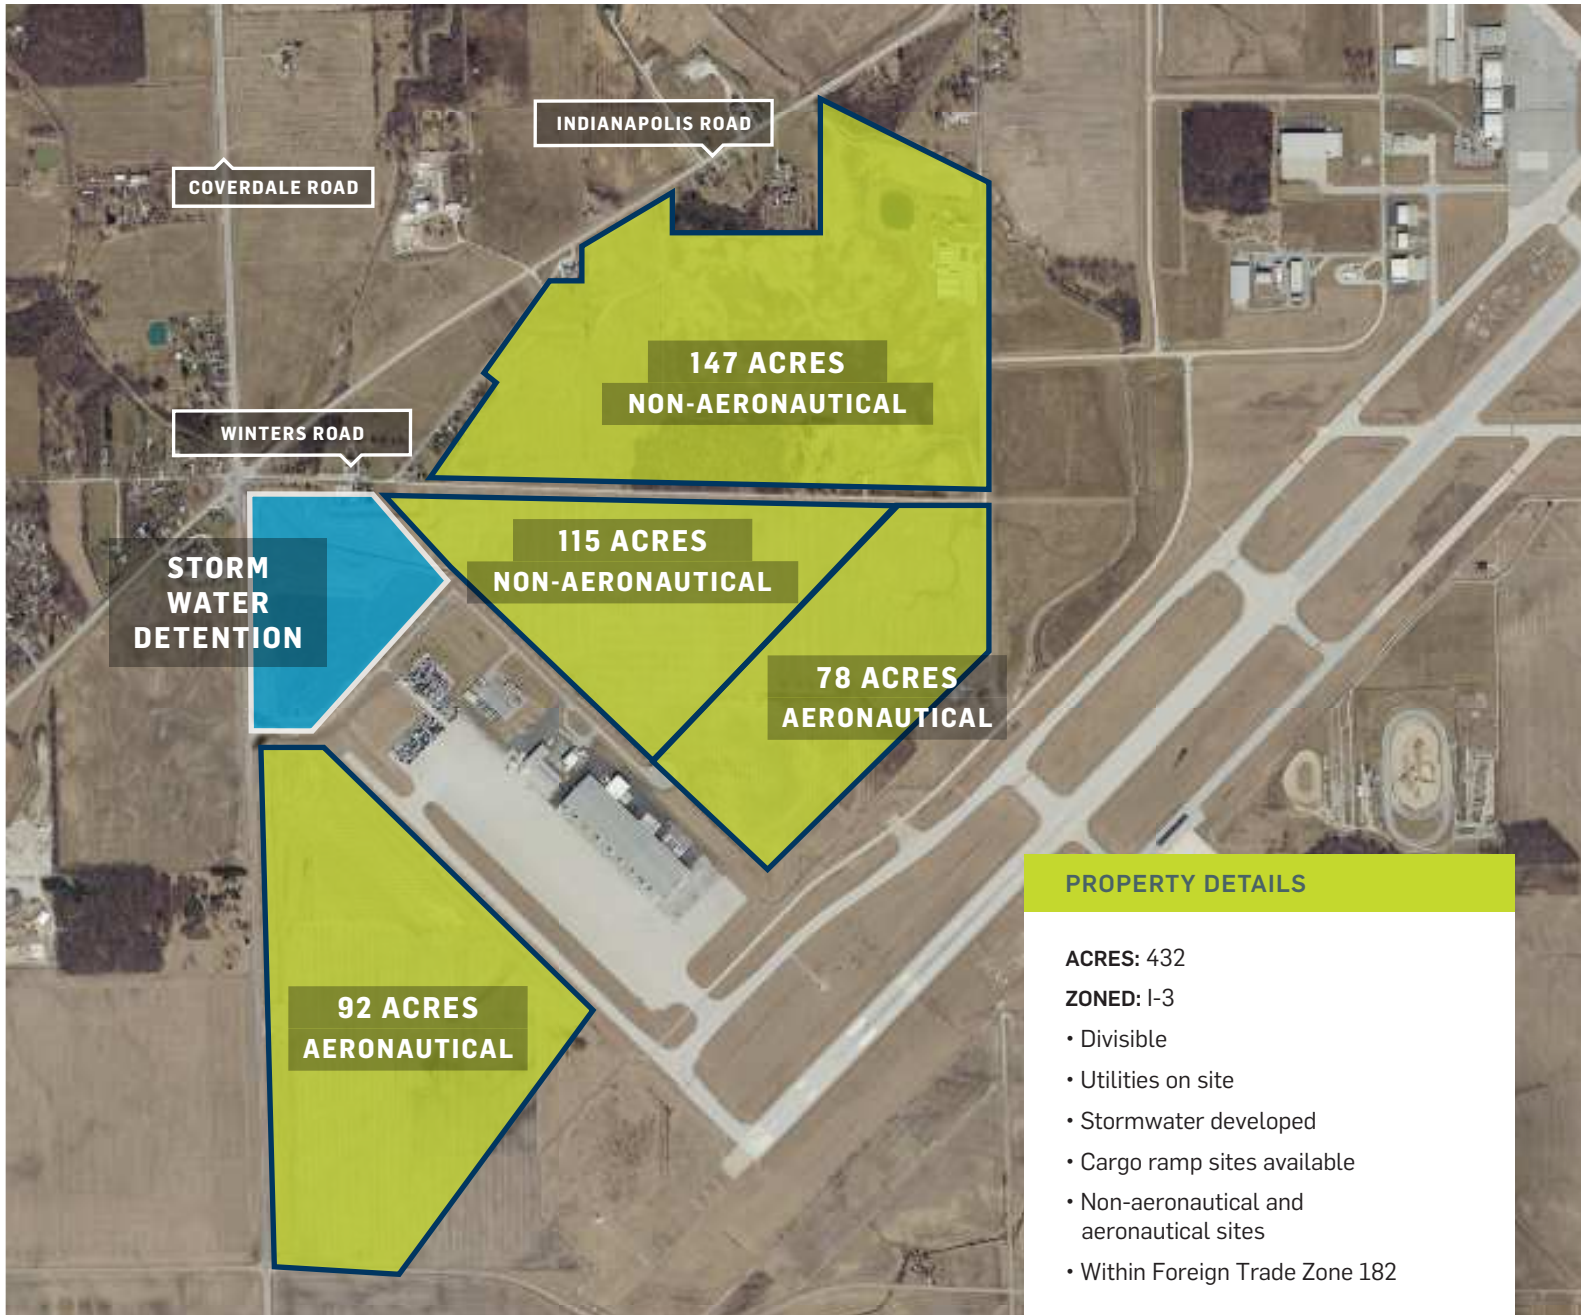 INDIANAPOLIS ROAD
COVERDALE ROAD
147 ACRES
NON-AERONAUTICAL
WINTERS ROAD
STORM
WATER
DETENTION
115 ACRES
NON-AERONAUTICAL
78 ACRES
AERONAUTICAL
92 ACRES
AERONAUTICAL
PROPERTY DETAILS
ACRES: 432
ZONED: I-3
• Divisible
• Utilities on site
• Stormwater developed
• Cargo ramp sites available
• Non-aeronautical and
aeronautical sites
• Within Foreign Trade Zone 182